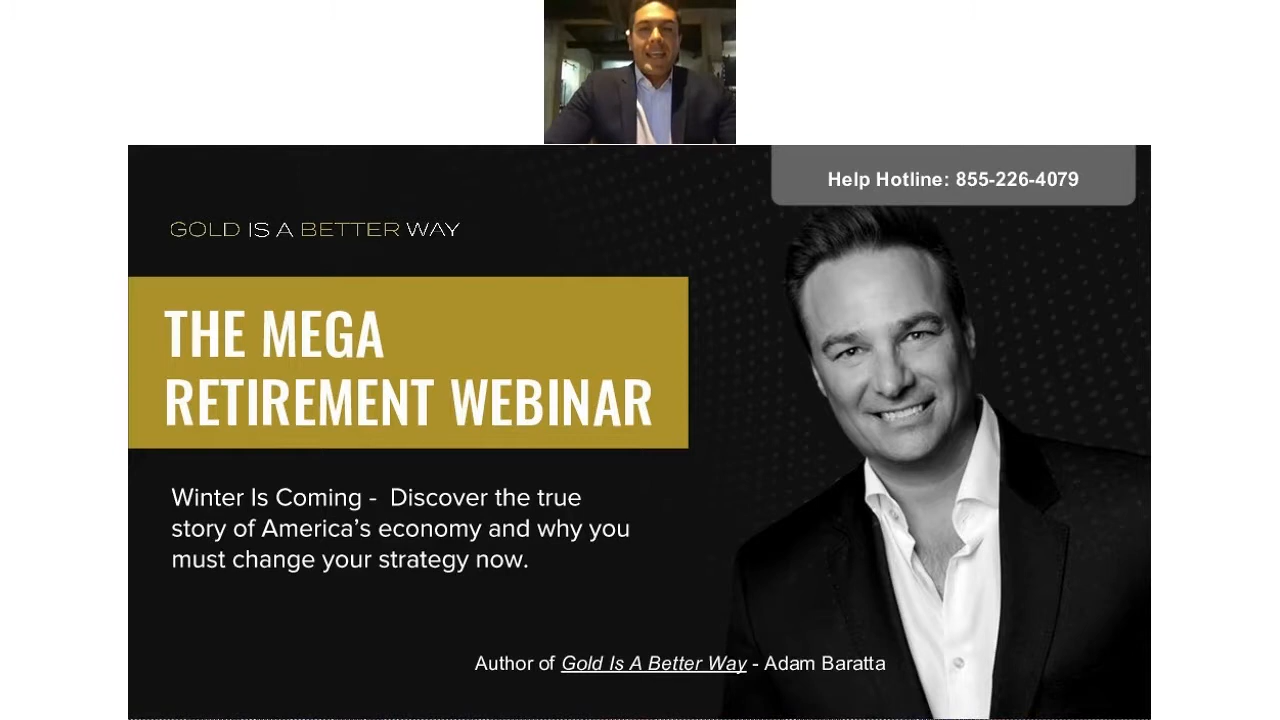 Help Hotline: 855-226-4079
GOLD IS A BETTER WAY
THE MEGA
RETIREMENT WEBINAR
Winter Is Coming - Discover the true
story of America's economy and why you
must change your strategy now.
Author of Gold Is A Better Way - Adam Baratta